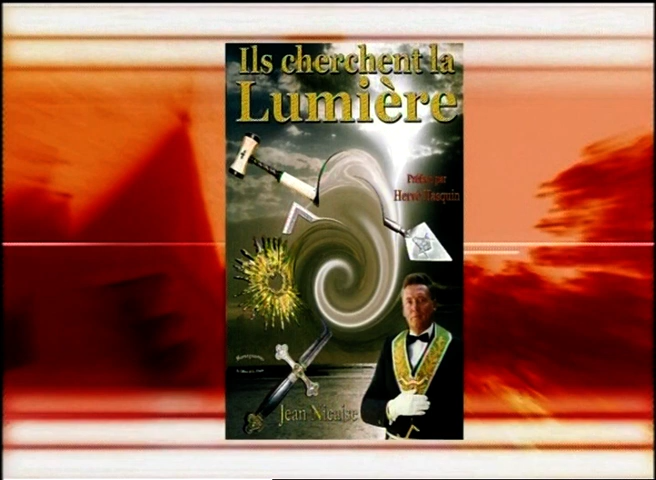 Ils cherchent la
Lumière
Préface par
Hervé Hasquin
Jean Nicaise